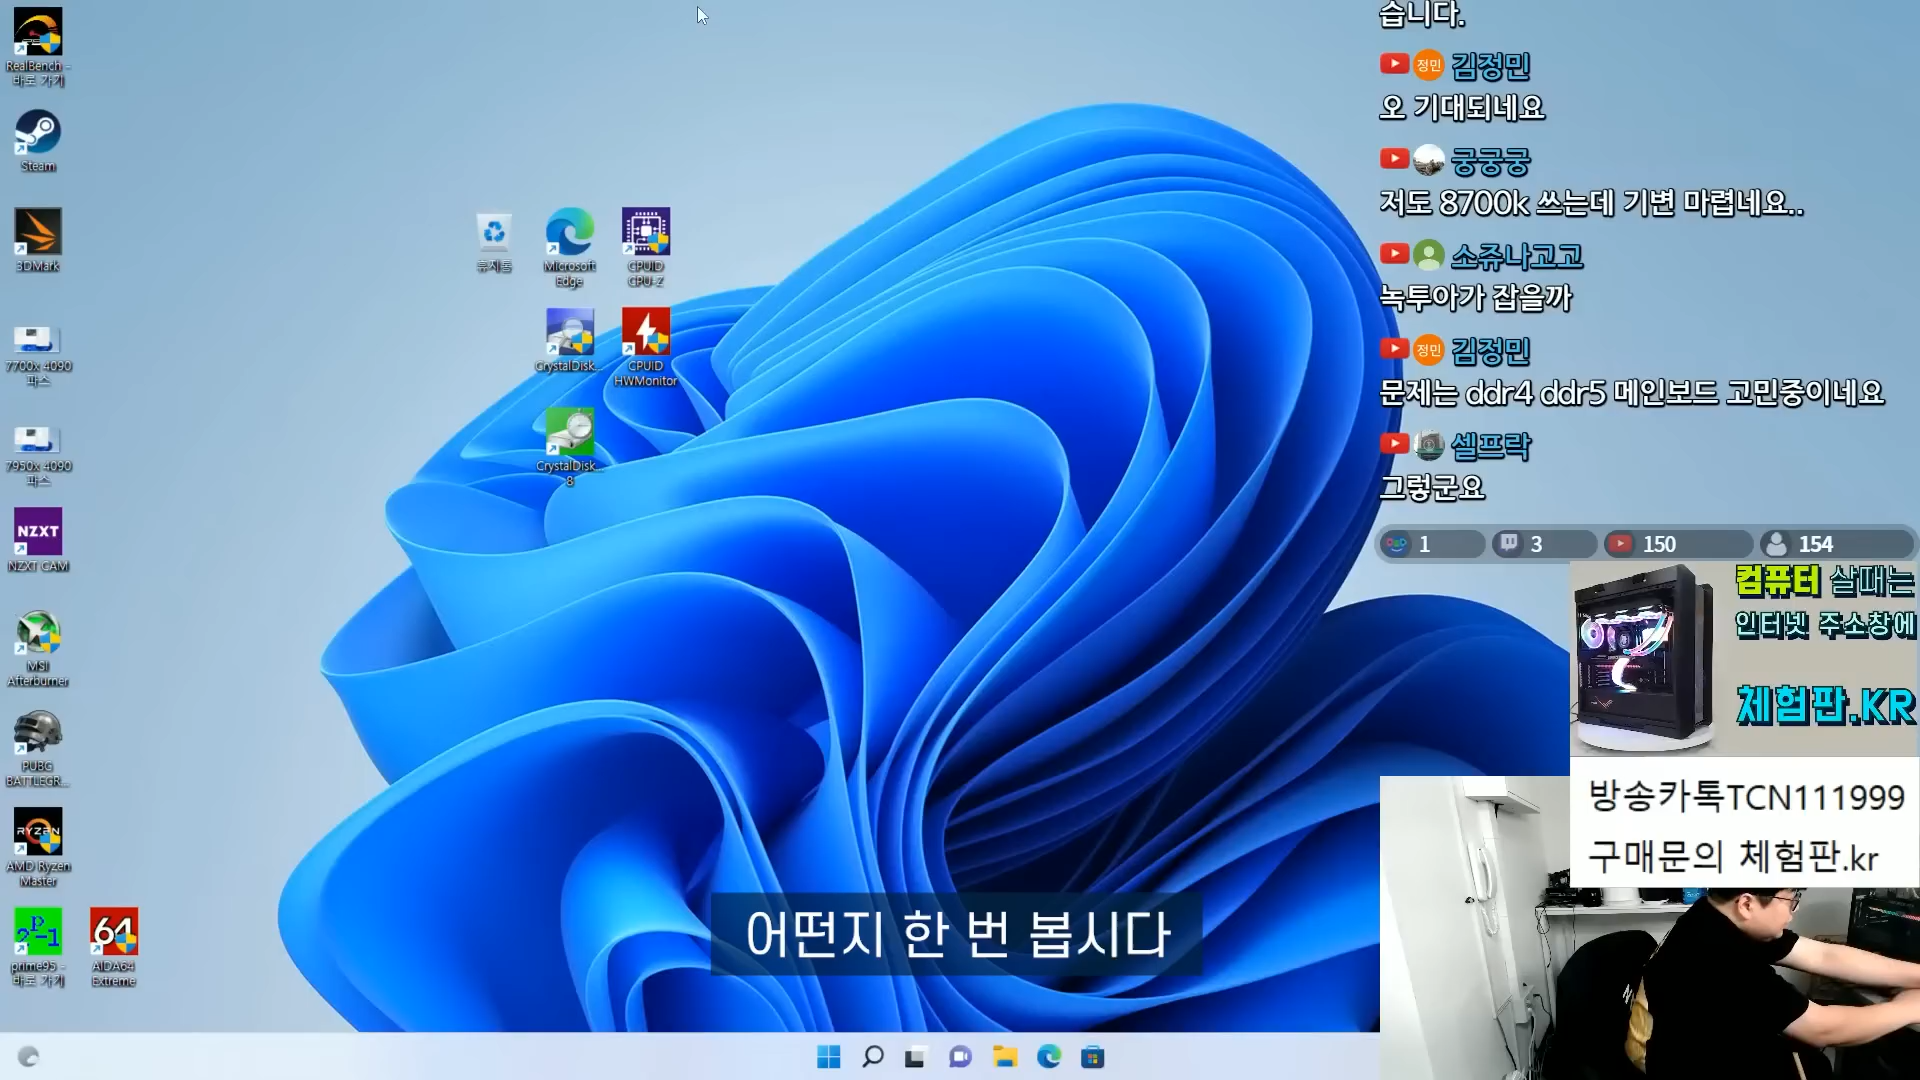 RealBench -
바로 가기
Steam
3DMark
7700x 4090
파스
7950x 4090
파스
NZXT
NZXT CAM
MSI
Afterburner
PUBG
BATTLEGR...
RYZEN
AMD Ryzen
Master
prime95 -
바로 가기
64
AIDA64
Extreme
휴지통
Microsoft
Edge
CPUID
CPU-Z
CrystalDisk...
CPUID
HWMonitor
CrystalDisk...
8
습니다.
정민 김정민
오 기대되네요
궁궁궁
저도 8700k 쓰는데 기변 마렵네요..
소쥬나고고
녹투아가 잡을까
정민 김정민
문제는 ddr4 ddr5 메인보드 고민중이네요
셀프락
그렇군요
1 3 150 154
컴퓨터 살때는
인터넷 주소창에
체험판.KR
방송카톡TCN111999
구매문의 체험판.kr
어떤지 한 번 봅시다